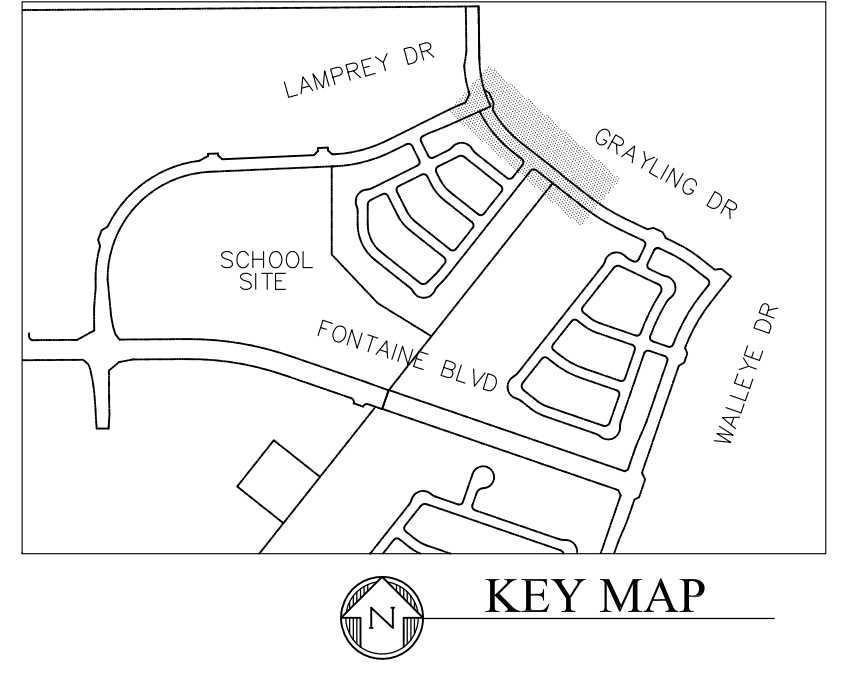 LAMPREY DR
GRAYLING DR
SCHOOL
SITE
FONTAINE BLVD
WALLEYE DR
N
KEY MAP